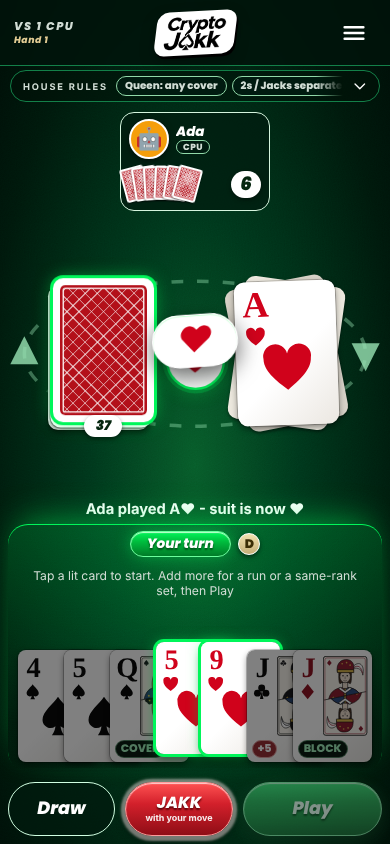 VS 1 CPU
Hand 1
Crypto
JAKK
HOUSE RULES
Queen: any cover
2s / Jacks separate
Ada
CPU
6
A
37
Ada played A♥ - suit is now ♥
Your turn
D
Tap a lit card to start. Add more for a run or a same-rank
set, then Play
4
5
Q
5
9
J
J
COVE
+5
BLOCK
Draw
JAKK
with your move
Play